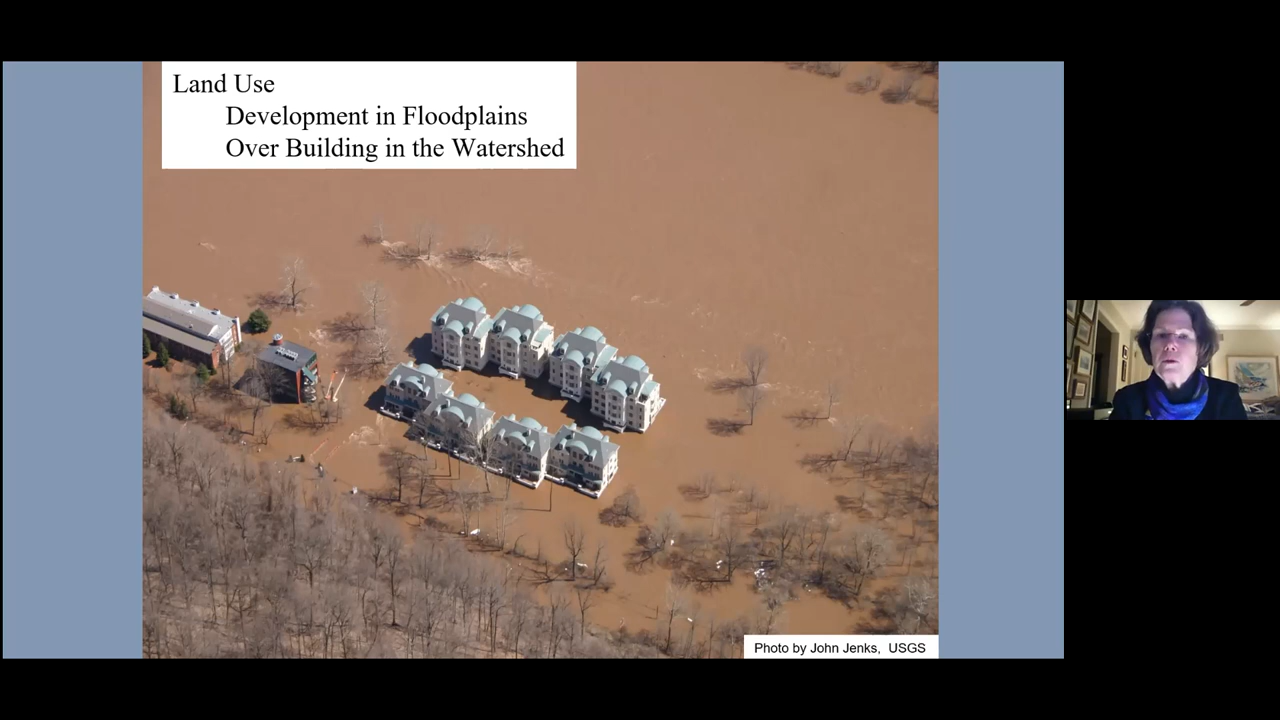 Land Use
Development in Floodplains
Over Building in the Watershed
Photo by John Jenks, USGS